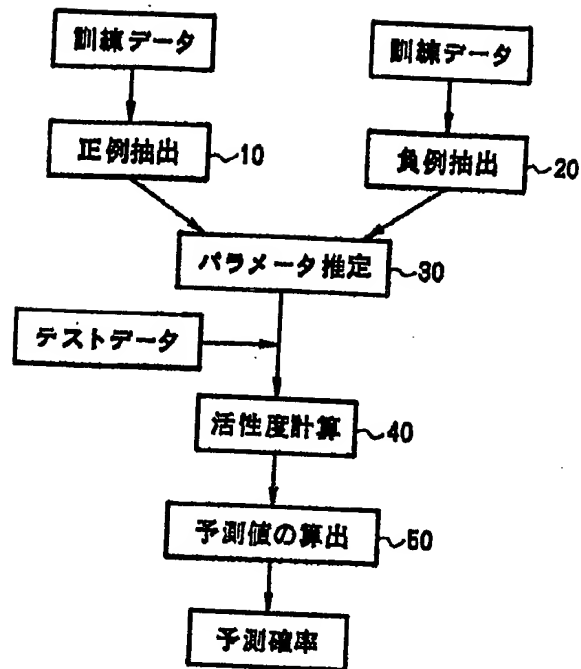 訓練データ
訓練データ
正例抽出
10
負例抽出
20
パラメータ推定
30
テストデータ
活性度計算
40
予測値の算出
50
予測確率